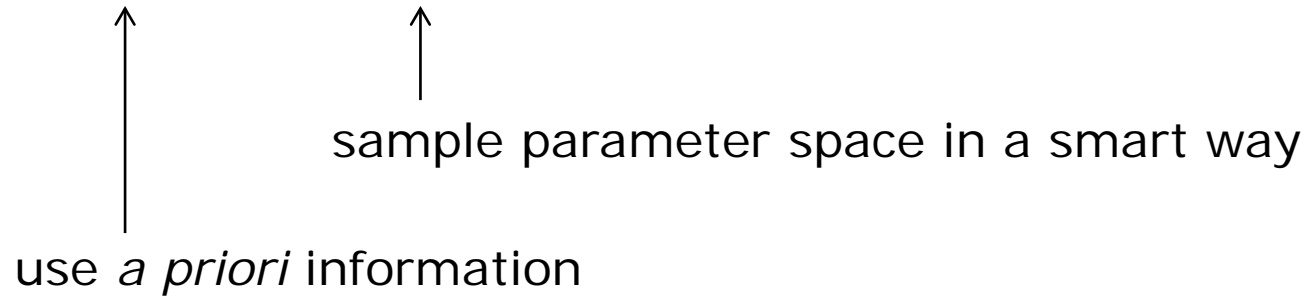 sample parameter space in a smart way
use a priori information